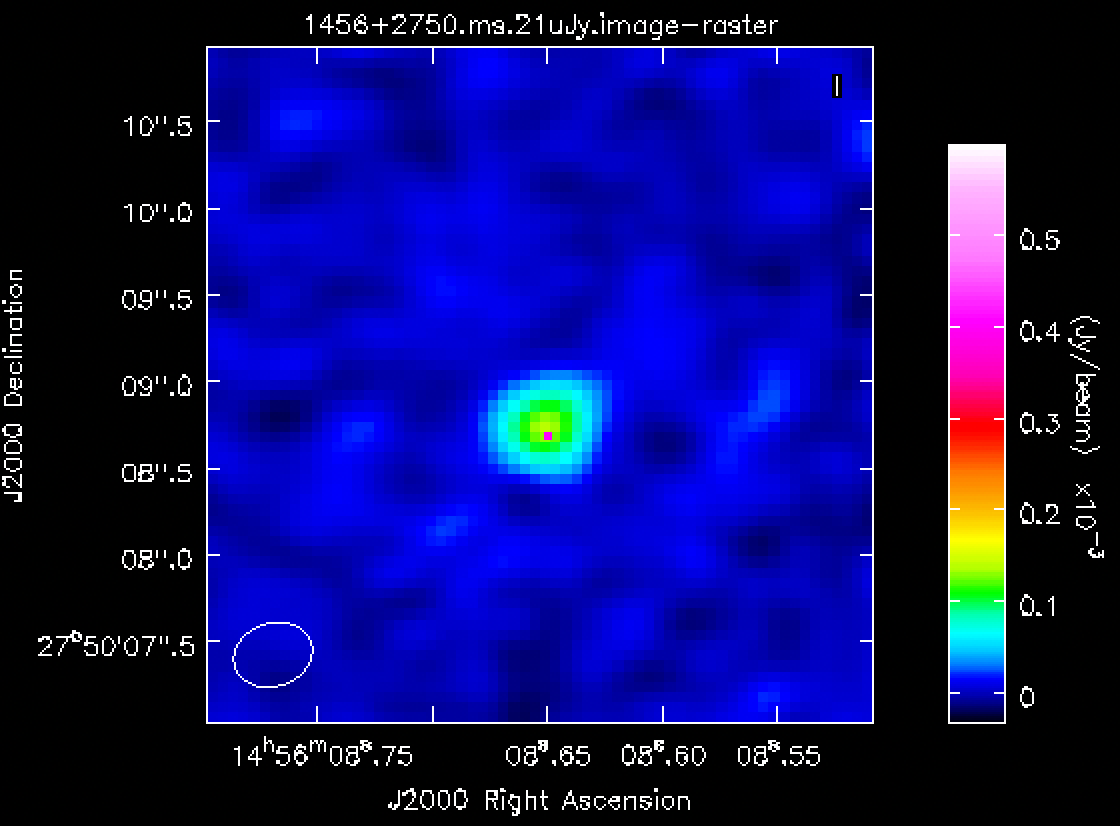 1456+2750.ms.21uJy.image-raster
I
10".5
10".0
09".5
09".0
08".5
08".0
27°50'07".5
J2000 Declination
14ʰ56ᵐ08ˢ.75
08ˢ.65
08ˢ.60
08ˢ.55
J2000 Right Ascension
0.5
0.4
0.3
0.2
0.1
0
(Jy/beam) x10⁻³